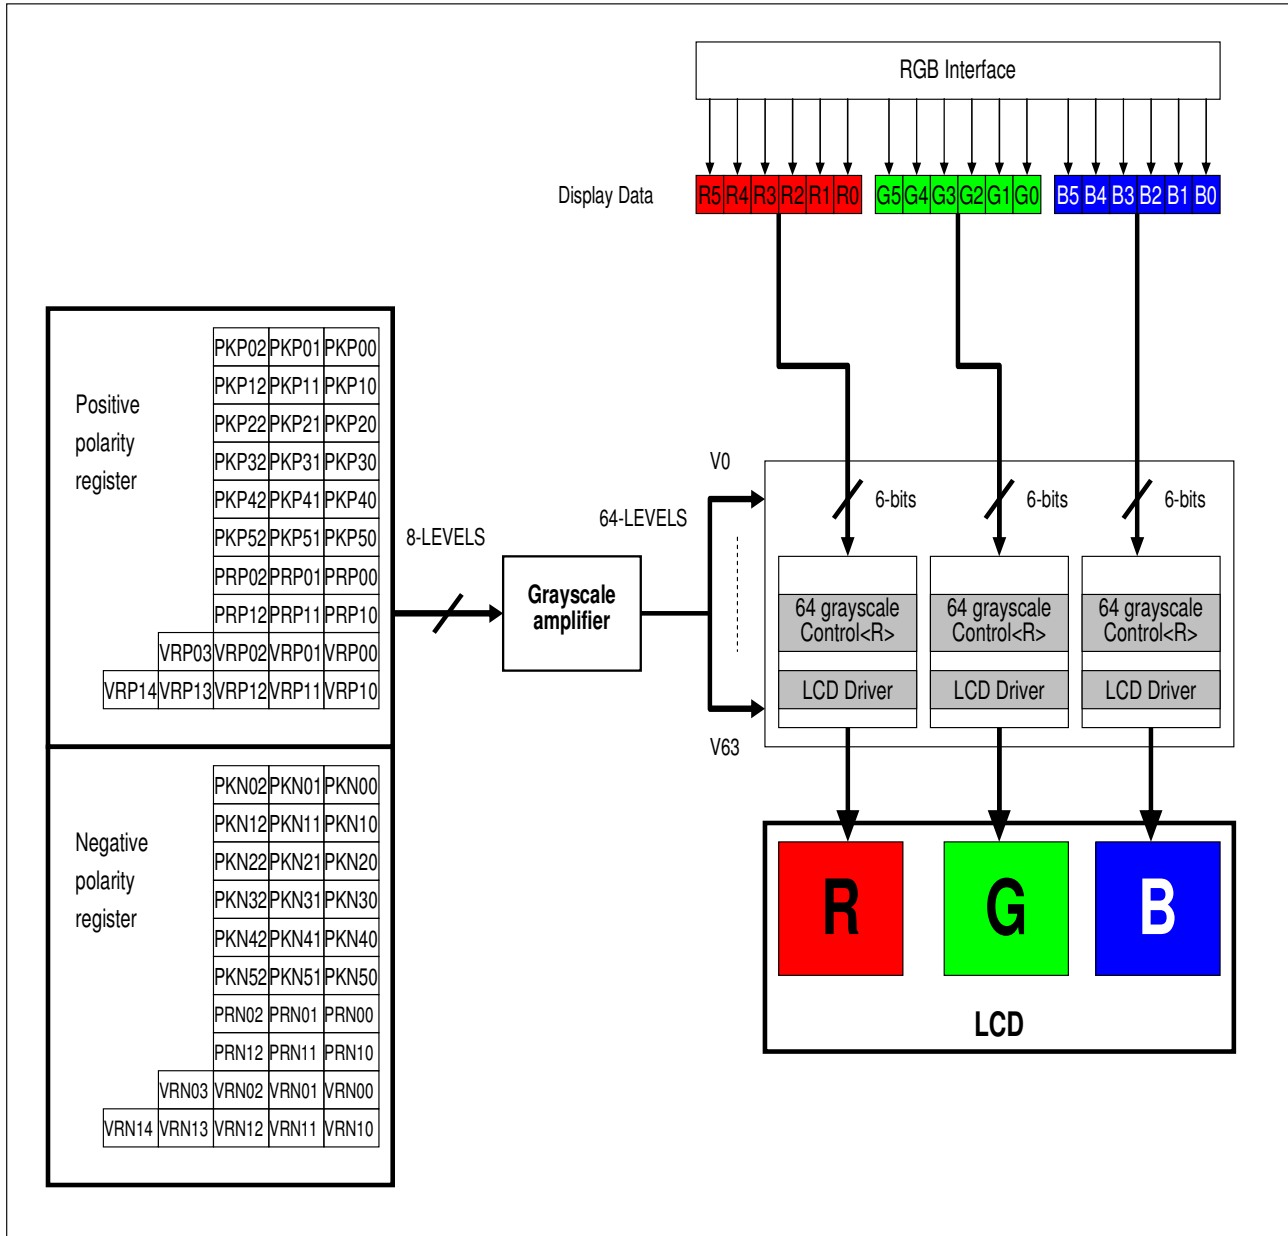 RGB Interface
Display Data
R5 R4 R3 R2 R1 R0 G5 G4 G3 G2 G1 G0 B5 B4 B3 B2 B1 B0
Positive
polarity
register
PKP02 PKP01 PKP00
PKP12 PKP11 PKP10
PKP22 PKP21 PKP20
PKP32 PKP31 PKP30
PKP42 PKP41 PKP40
PKP52 PKP51 PKP50
PRP02 PRP01 PRP00
PRP12 PRP11 PRP10
VRP03 VRP02 VRP01 VRP00
VRP14 VRP13 VRP12 VRP11 VRP10
8-LEVELS
Grayscale
amplifier
64-LEVELS
V0
V63
6-bits 6-bits 6-bits
64 grayscale
Control<R>
LCD Driver
64 grayscale
Control<R>
LCD Driver
64 grayscale
Control<R>
LCD Driver
Negative
polarity
register
PKN02 PKN01 PKN00
PKN12 PKN11 PKN10
PKN22 PKN21 PKN20
PKN32 PKN31 PKN30
PKN42 PKN41 PKN40
PKN52 PKN51 PKN50
PRN02 PRN01 PRN00
PRN12 PRN11 PRN10
VRN03 VRN02 VRN01 VRN00
VRN14 VRN13 VRN12 VRN11 VRN10
R G B
LCD